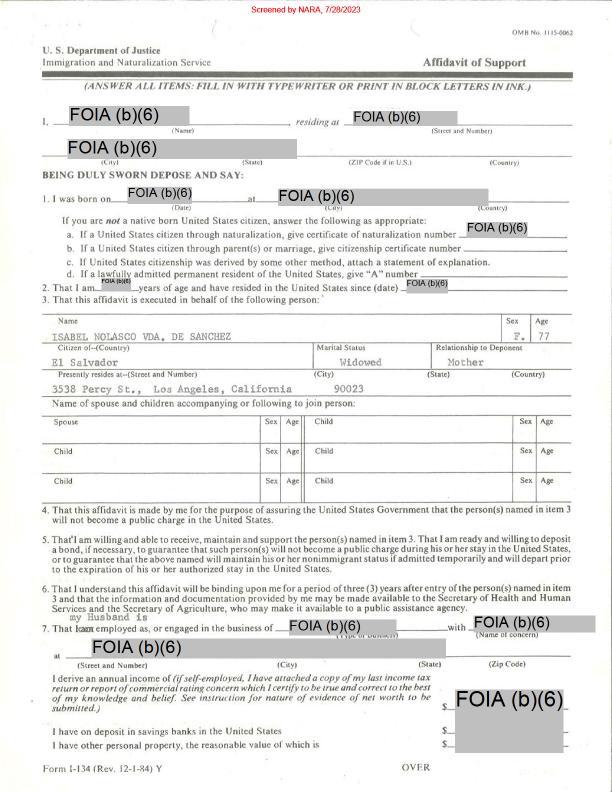 Screened by NARA, 7/28/2023
OMB No. 1115-0062
U. S. Department of Justice
Immigration and Naturalization Service
Affidavit of Support
(ANSWER ALL ITEMS: FILL IN WITH TYPEWRITER OR PRINT IN BLOCK LETTERS IN INK.)
I, FOIA (b)(6), residing at FOIA (b)(6)
(Name) (Street and Number)
FOIA (b)(6)
(City) (State) (ZIP Code if in U.S.) (Country)
BEING DULY SWORN DEPOSE AND SAY:
1. I was born on FOIA (b)(6) at FOIA (b)(6)
(Date) (City) (Country)
If you are not a native born United States citizen, answer the following as appropriate:
a. If a United States citizen through naturalization, give certificate of naturalization number FOIA (b)(6)
b. If a United States citizen through parent(s) or marriage, give citizenship certificate number
c. If United States citizenship was derived by some other method, attach a statement of explanation.
d. If a lawfully admitted permanent resident of the United States, give "A" number
2. That I am FOIA (b)(6) years of age and have resided in the United States since (date) FOIA (b)(6)
3. That this affidavit is executed in behalf of the following person:
Name Sex Age
ISABEL NOLASCO VDA. DE SANCHEZ F. 77
Citizen of--(Country) Marital Status Relationship to Deponent
El Salvador Widowed Mother
Presently resides at--(Street and Number) (City) (State) (Country)
3538 Percy St., Los Angeles, California 90023
Name of spouse and children accompanying or following to join person:
Spouse Sex Age Child Sex Age
Child Sex Age Child Sex Age
Child Sex Age Child Sex Age
4. That this affidavit is made by me for the purpose of assuring the United States Government that the person(s) named in item 3
will not become a public charge in the United States.
5. That I am willing and able to receive, maintain and support the person(s) named in item 3. That I am ready and willing to deposit
a bond, if necessary, to guarantee that such person(s) will not become a public charge during his or her stay in the United States,
or to guarantee that the above named will maintain his or her nonimmigrant status if admitted temporarily and will depart prior
to the expiration of his or her authorized stay in the United States.
6. That I understand this affidavit will be binding upon me for a period of three (3) years after entry of the person(s) named in item
3 and that the information and documentation provided by me may be made available to the Secretary of Health and Human
Services and the Secretary of Agriculture, who may make it available to a public assistance agency.
my Husband is
7. That I am employed as, or engaged in the business of FOIA (b)(6) with FOIA (b)(6)
(Type of Business) (Name of concern)
at FOIA (b)(6)
(Street and Number) (City) (State) (Zip Code)
I derive an annual income of (if self-employed, I have attached a copy of my last income tax
return or report of commercial rating concern which I certify to be true and correct to the best
of my knowledge and belief. See instruction for nature of evidence of net worth to be
submitted.) $ FOIA (b)(6)
I have on deposit in savings banks in the United States $
I have other personal property, the reasonable value of which is $
Form I-134 (Rev. 12-1-84) Y OVER